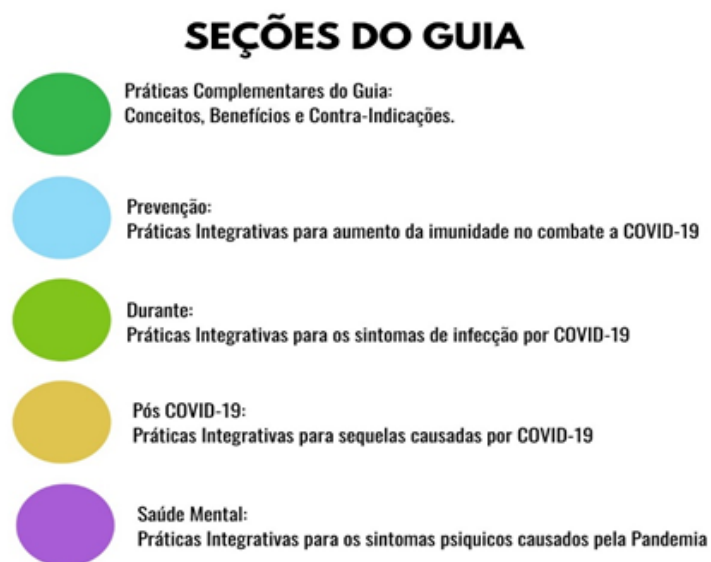 SEÇÕES DO GUIA
Práticas Complementares do Guia:
Conceitos, Benefícios e Contra-Indicações.
Prevenção:
Práticas Integrativas para aumento da imunidade no combate a COVID-19
Durante:
Práticas Integrativas para os sintomas de infecção por COVID-19
Pós COVID-19:
Práticas Integrativas para sequelas causadas por COVID-19
Saúde Mental:
Práticas Integrativas para os sintomas psiquicos causados pela Pandemia